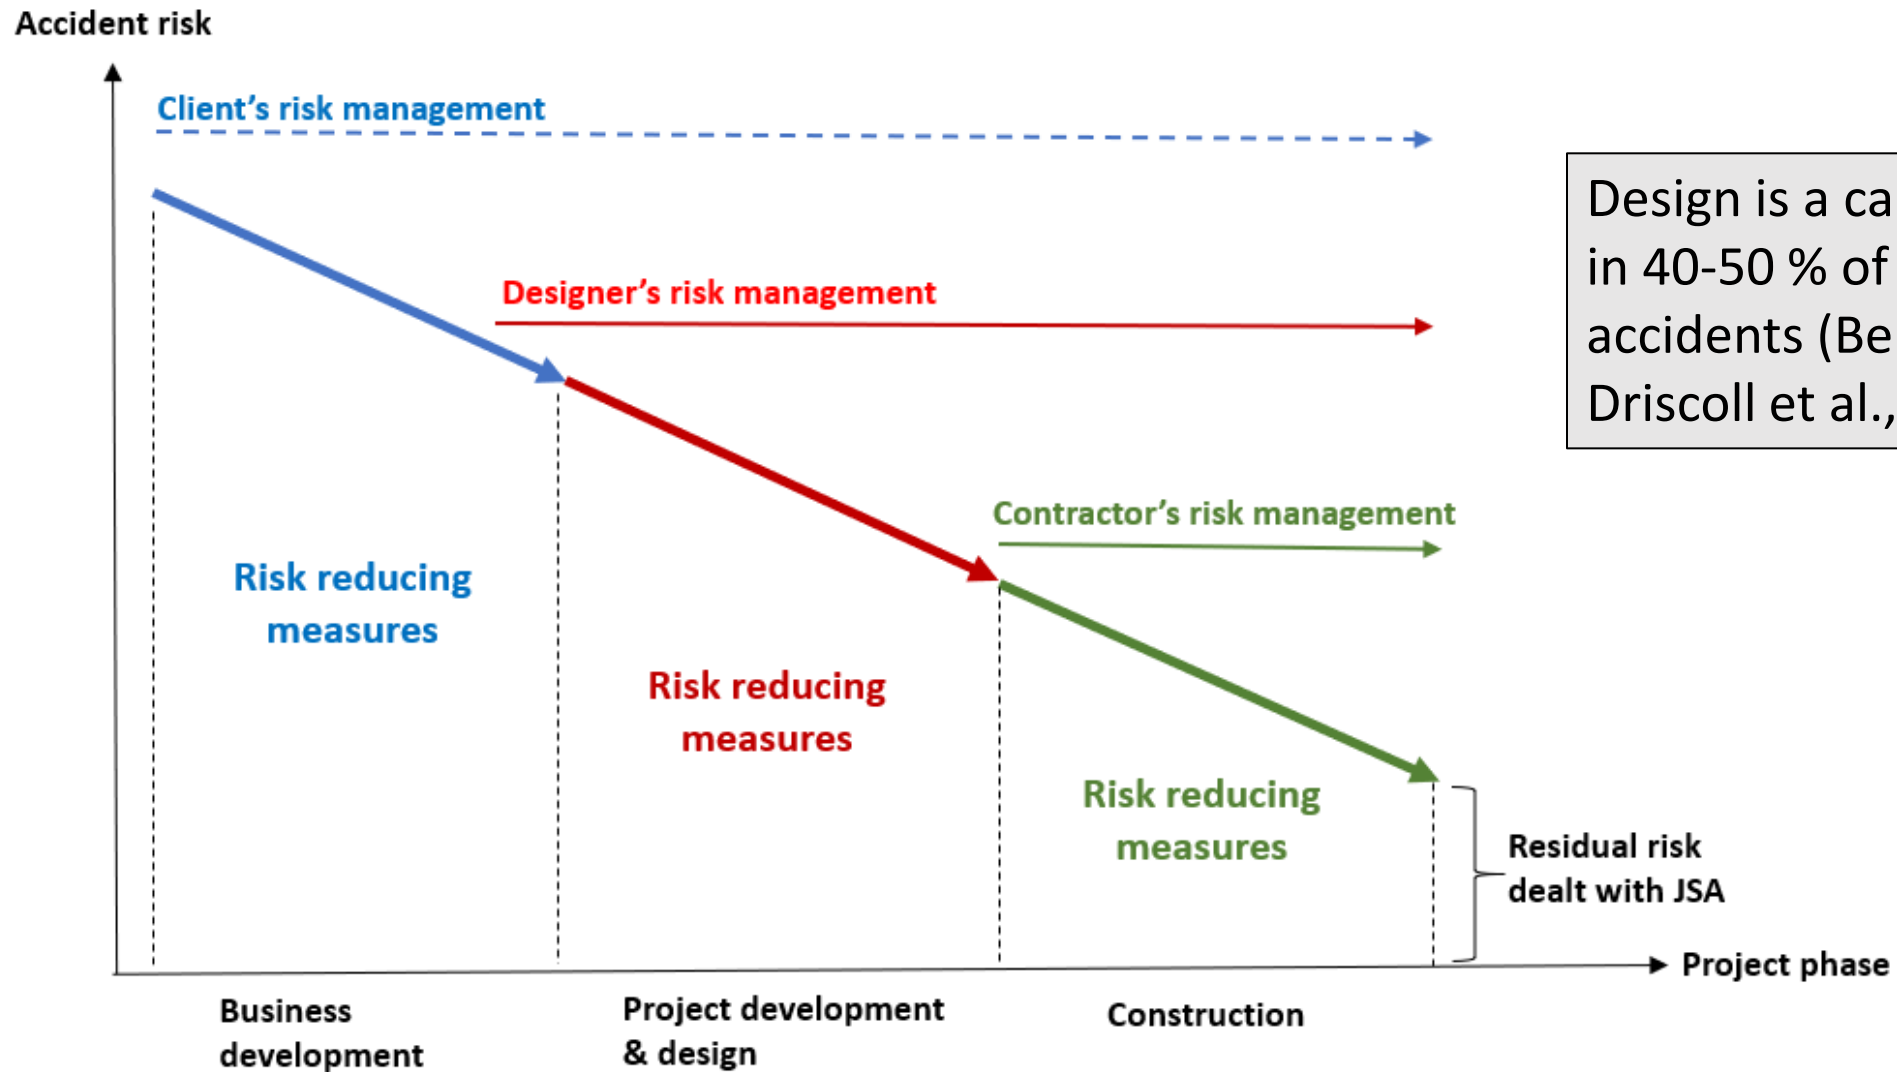 Accident risk
Client's risk management
Designer's risk management
Design is a
in 40-50 % of
accidents
Driscoll et al.,
Contractor's risk management
Risk reducing
measures
Risk reducing
measures
Risk reducing
measures
Residual risk
dealt with JSA
Project phase
Business
development
Project development
& design
Construction